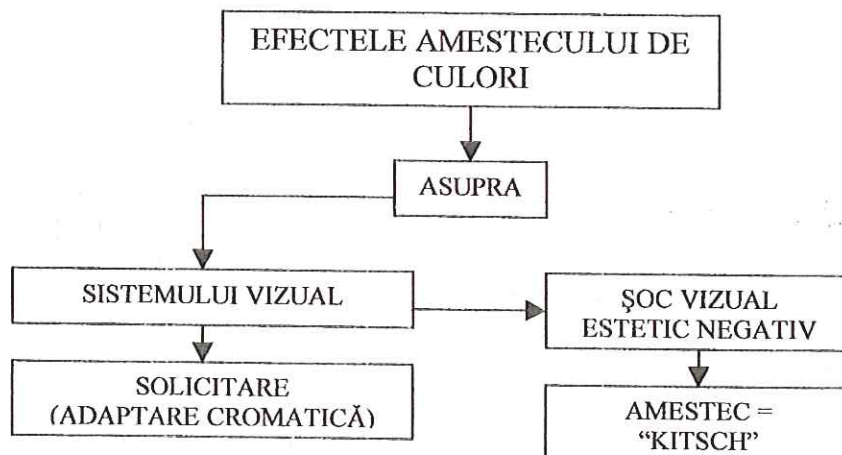 EFECTELE AMESTECULUI DE
CULORI
ASUPRA
SISTEMULUI VIZUAL
ŞOC VIZUAL
ESTETIC NEGATIV
SOLICITARE
(ADAPTARE CROMATICĂ)
AMESTEC =
“KITSCH”